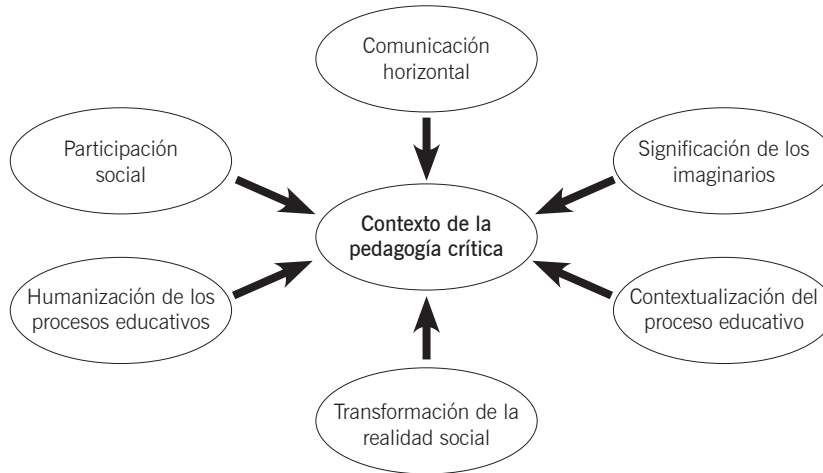 Comunicación
horizontal
Participación
social
Significación de los
imaginarios
Contexto de la
pedagogía crítica
Humanización de los
procesos educativos
Contextualización del
proceso educativo
Transformación de la
realidad social